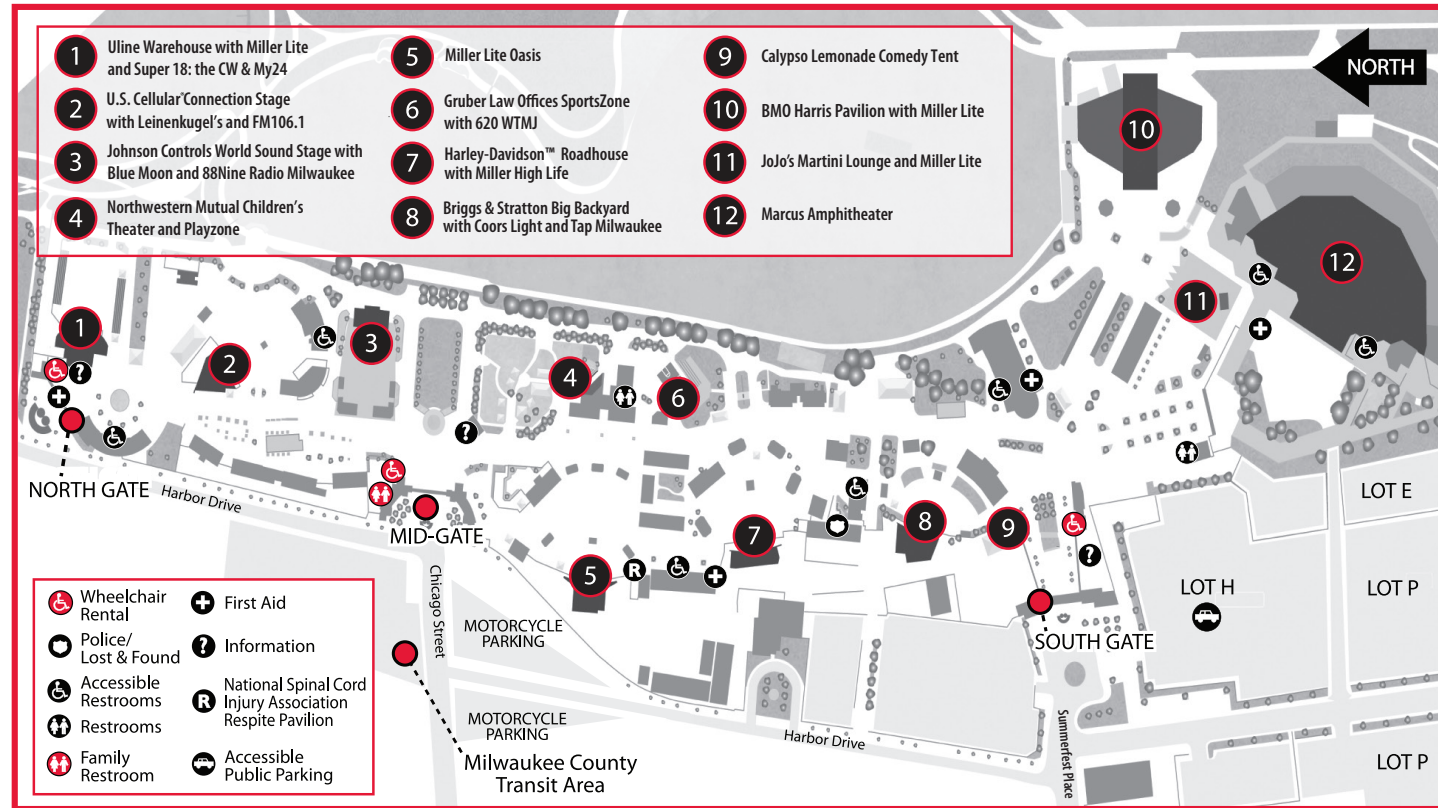 1 Uline Warehouse with Miller Lite
and Super 18: the CW & My24
2 U.S. Cellular® Connection Stage
with Leinenkugel's and FM106.1
3 Johnson Controls World Sound Stage with
Blue Moon and 88Nine Radio Milwaukee
4 Northwestern Mutual Children's
Theater and Playzone
5 Miller Lite Oasis
6 Gruber Law Offices SportsZone
with 620 WTMJ
7 Harley-Davidson™ Roadhouse
with Miller High Life
8 Briggs & Stratton Big Backyard
with Coors Light and Tap Milwaukee
9 Calypso Lemonade Comedy Tent
10 BMO Harris Pavilion with Miller Lite
11 JoJo's Martini Lounge and Miller Lite
12 Marcus Amphitheater
NORTH
10
12
11
1
2
3
4
6
?
?
NORTH GATE
Harbor Drive
MID-GATE
Chicago Street
5
R
7
8
9
?
SOUTH GATE
LOT E
LOT H
LOT P
LOT P
MOTORCYCLE
PARKING
MOTORCYCLE
PARKING
Harbor Drive
Summerfest Place
Milwaukee County
Transit Area
Wheelchair
Rental
Police/
Lost & Found
Accessible
Restrooms
Restrooms
Family
Restroom
First Aid
? Information
R National Spinal Cord
Injury Association
Respite Pavilion
Accessible
Public Parking